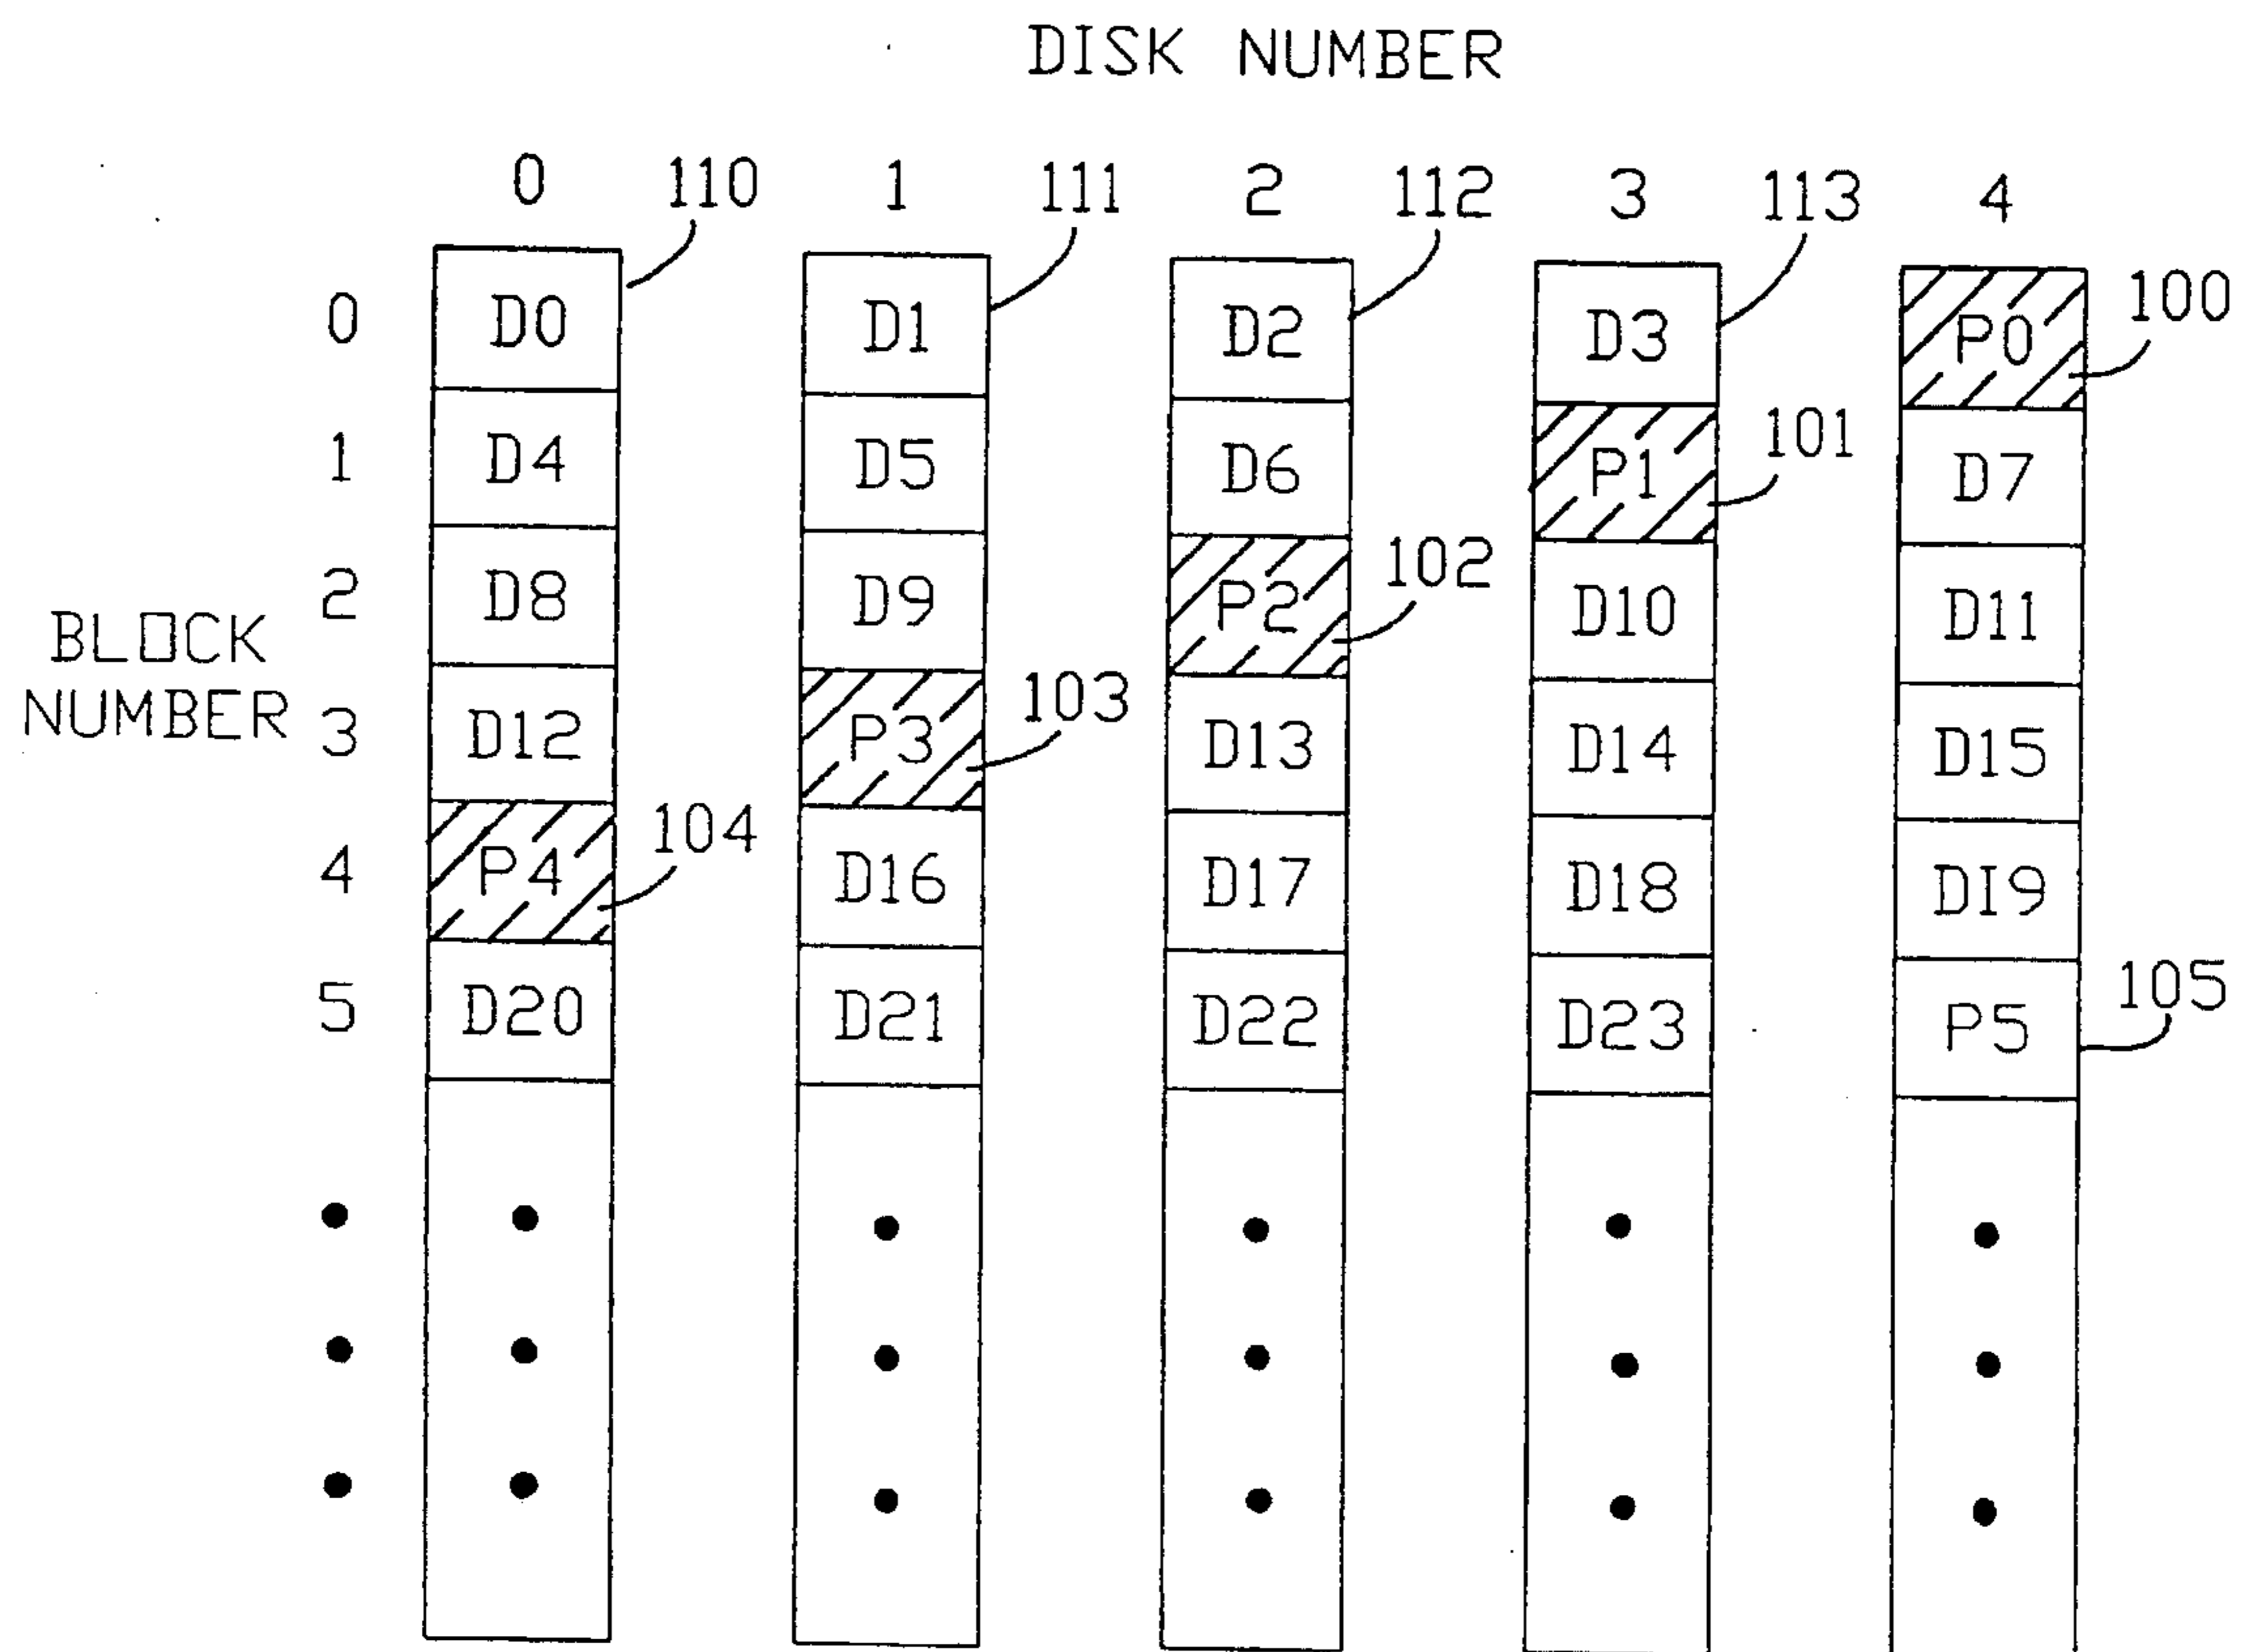 DISK NUMBER
0 110 1 111 2 112 3 113 4
0 D0 D1 D2 D3 P0 100
1 D4 D5 D6 P1 101 D7
2 D8 D9 P2 102 D10 D11
BLOCK
NUMBER
3 D12 P3 103 D13 D14 D15
4 P4 104 D16 D17 D18 DI9
5 D20 D21 D22 D23 P5 105